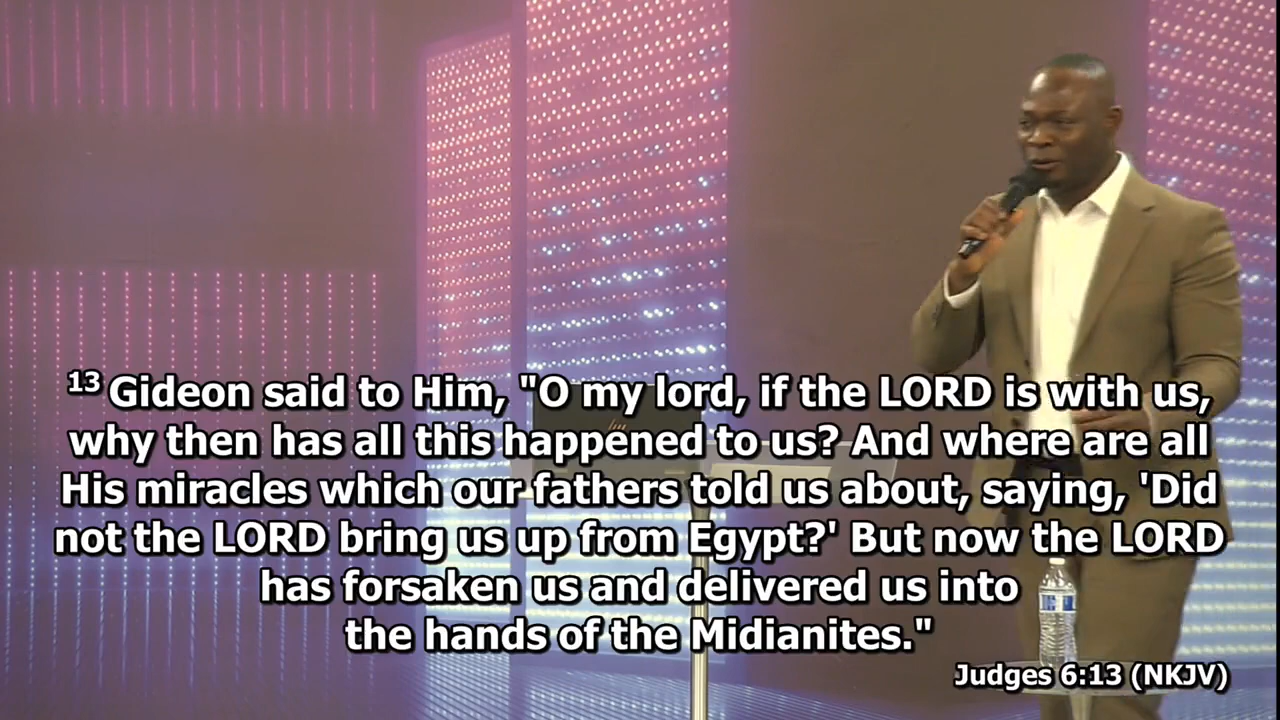 13 Gideon said to Him, "O my lord, if the LORD is with us,
why then has all this happened to us? And where are all
His miracles which our fathers told us about, saying, 'Did
not the LORD bring us up from Egypt?' But now the LORD
has forsaken us and delivered us into
the hands of the Midianites."
Judges 6:13 (NKJV)